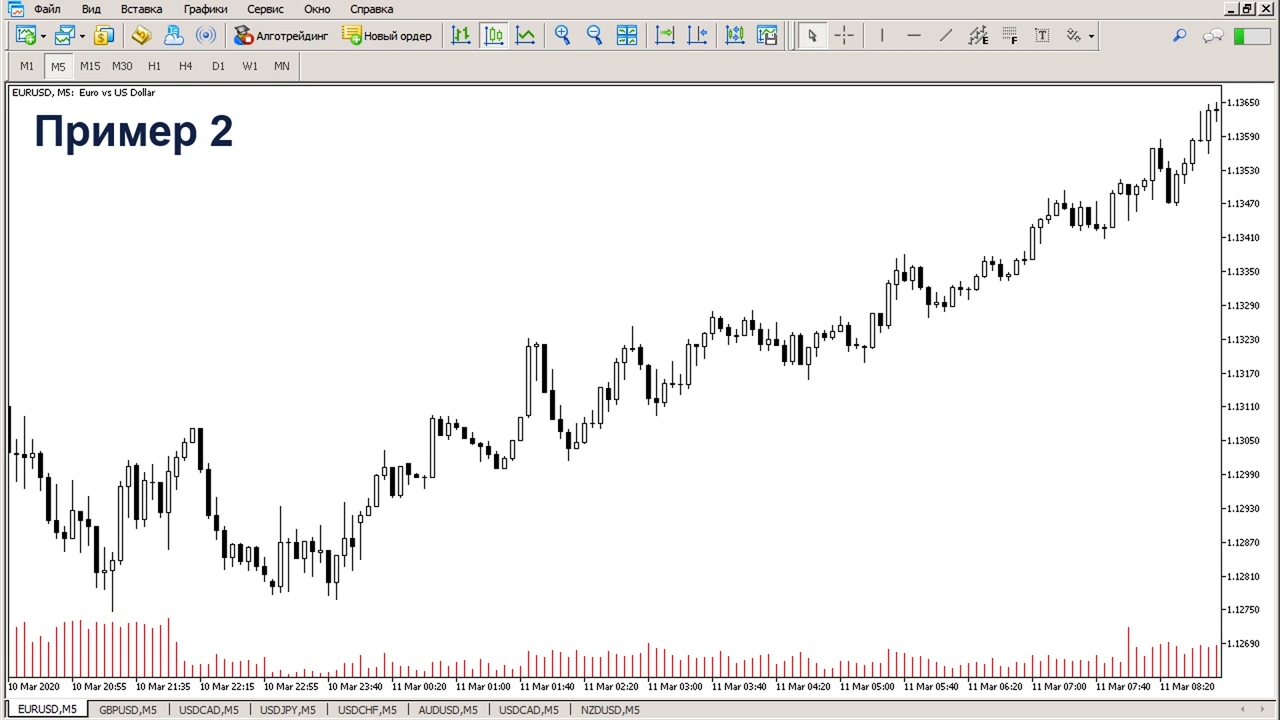 Файл Вид Вставка Графики Сервис Окно Справка
Алготрейдинг Новый ордер
M1 M5 M15 M30 H1 H4 D1 W1 MN
EURUSD, M5: Euro vs US Dollar
Пример 2
1.13650
1.13590
1.13530
1.13470
1.13410
1.13350
1.13290
1.13230
1.13170
1.13110
1.13050
1.12990
1.12930
1.12870
1.12810
1.12750
1.12690
10 Mar 2020 10 Mar 20:55 10 Mar 21:35 10 Mar 22:15 10 Mar 22:55 10 Mar 23:40 11 Mar 00:20 11 Mar 01:00 11 Mar 01:40 11 Mar 02:20 11 Mar 03:00 11 Mar 03:40 11 Mar 04:20 11 Mar 05:00 11 Mar 05:40 11 Mar 06:20 11 Mar 07:00 11 Mar 07:40 11 Mar 08:20
EURUSD,M5 GBPUSD,M5 USDCAD,M5 USDJPY,M5 USDCHF,M5 AUDUSD,M5 USDCAD,M5 NZDUSD,M5